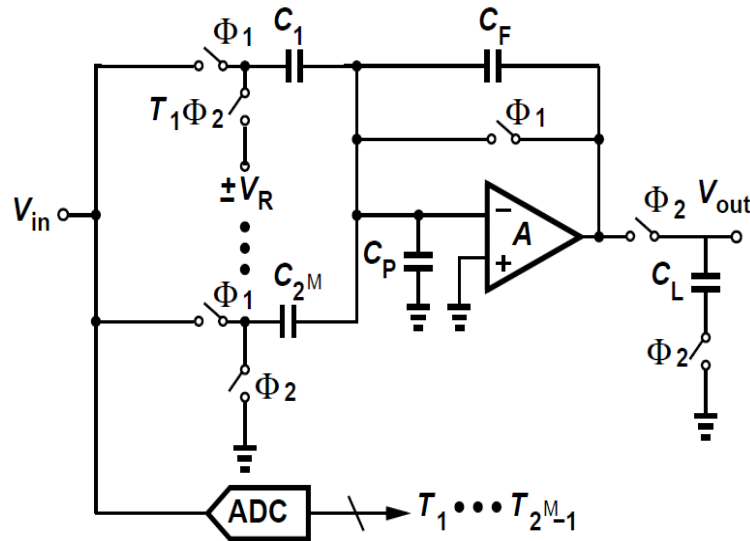 C1 CF
Φ1
T1Φ2 Φ1
±VR
Vin Φ2 Vout
− A
+
CP
C2M CL
Φ1
Φ2 Φ2
ADC T1 ••• T2M−1